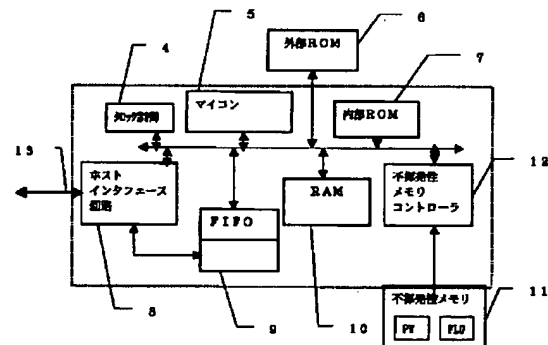 6
外部ROM
5
4
マイコン
7
クロック制御
内部ROM
13
12
ホスト
インタフェース
回路
RAM
不揮発性
メモリ
コントローラ
FIFO
不揮発性メモリ
11
8
9
10